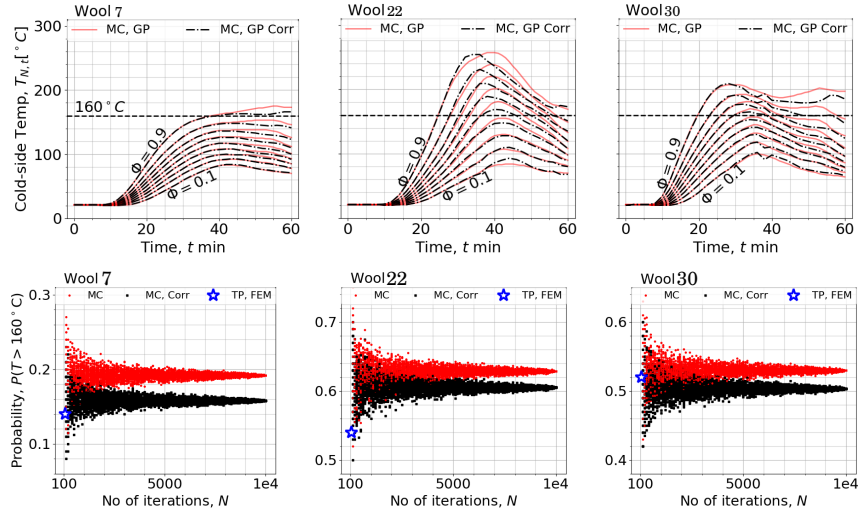 Wool 7
MC, GP
MC, GP Corr
300
200
100
0
Cold-side Temp, T_{N,t}[°C]
160°C
Φ = 0.9
Φ = 0.1
0 20 40 60
Time, t min
Wool 22
MC, GP
MC, GP Corr
Φ = 0.9
Φ = 0.1
0 20 40 60
Time, t min
Wool 30
MC, GP
MC, GP Corr
Φ = 0.9
Φ = 0.1
0 20 40 60
Time, t min
Wool 7
MC
MC, Corr
TP, FEM
0.3
0.2
0.1
Probability, P(T > 160°C)
100 5000 1e4
No of iterations, N
Wool 22
MC
MC, Corr
TP, FEM
0.7
0.6
0.5
100 5000 1e4
No of iterations, N
Wool 30
MC
MC, Corr
TP, FEM
0.6
0.5
0.4
100 5000 1e4
No of iterations, N